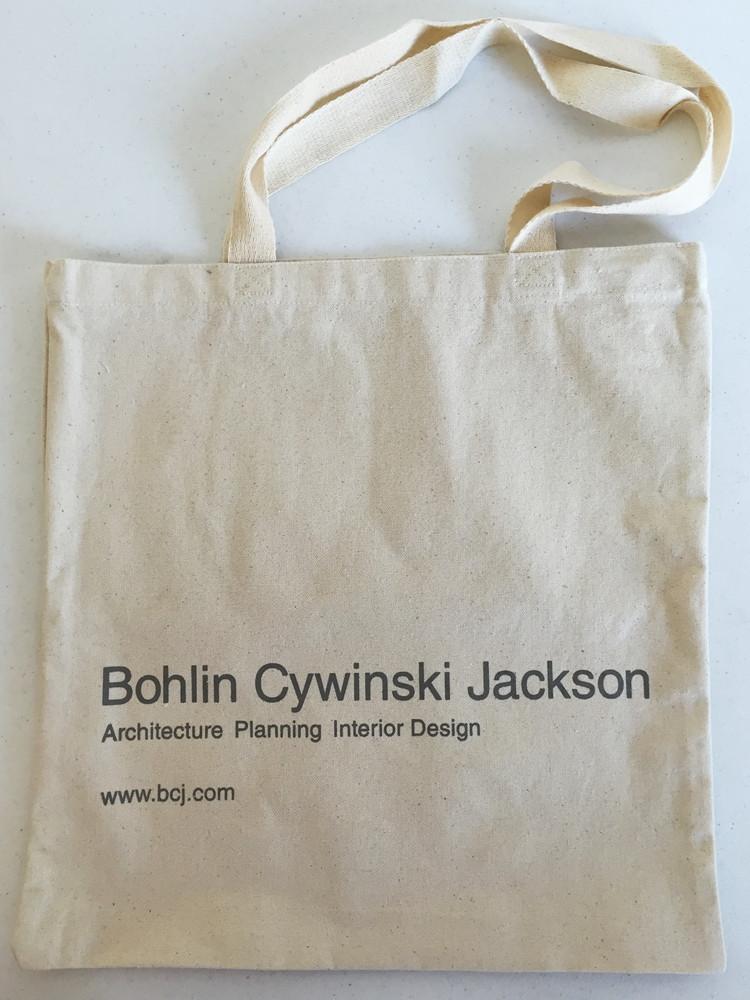 Bohlin Cywinski Jackson
Architecture Planning Interior Design
www.bcj.com